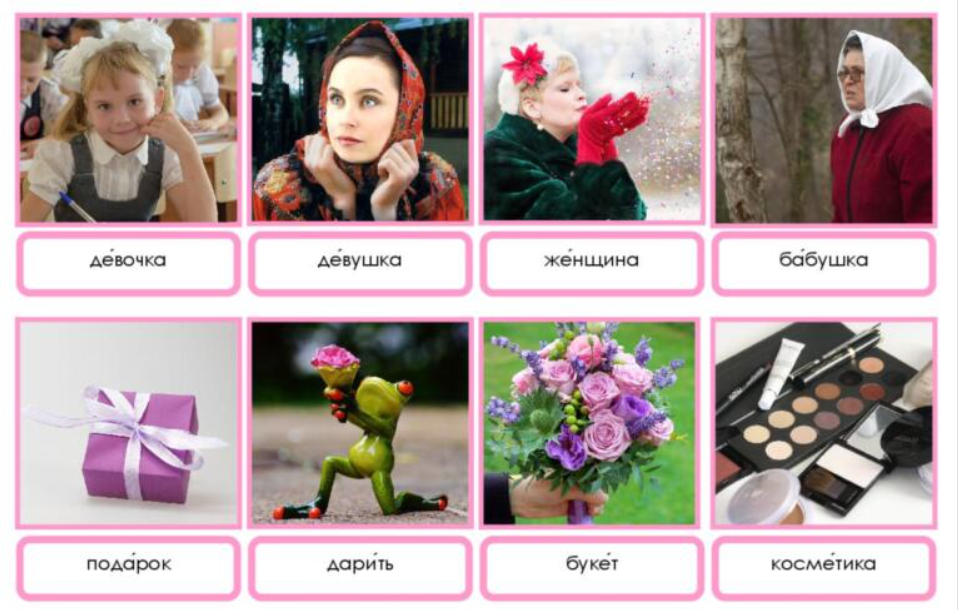 де́вочка
де́вушка
же́нщина
ба́бушка
пода́рок
дари́ть
буке́т
косме́тика